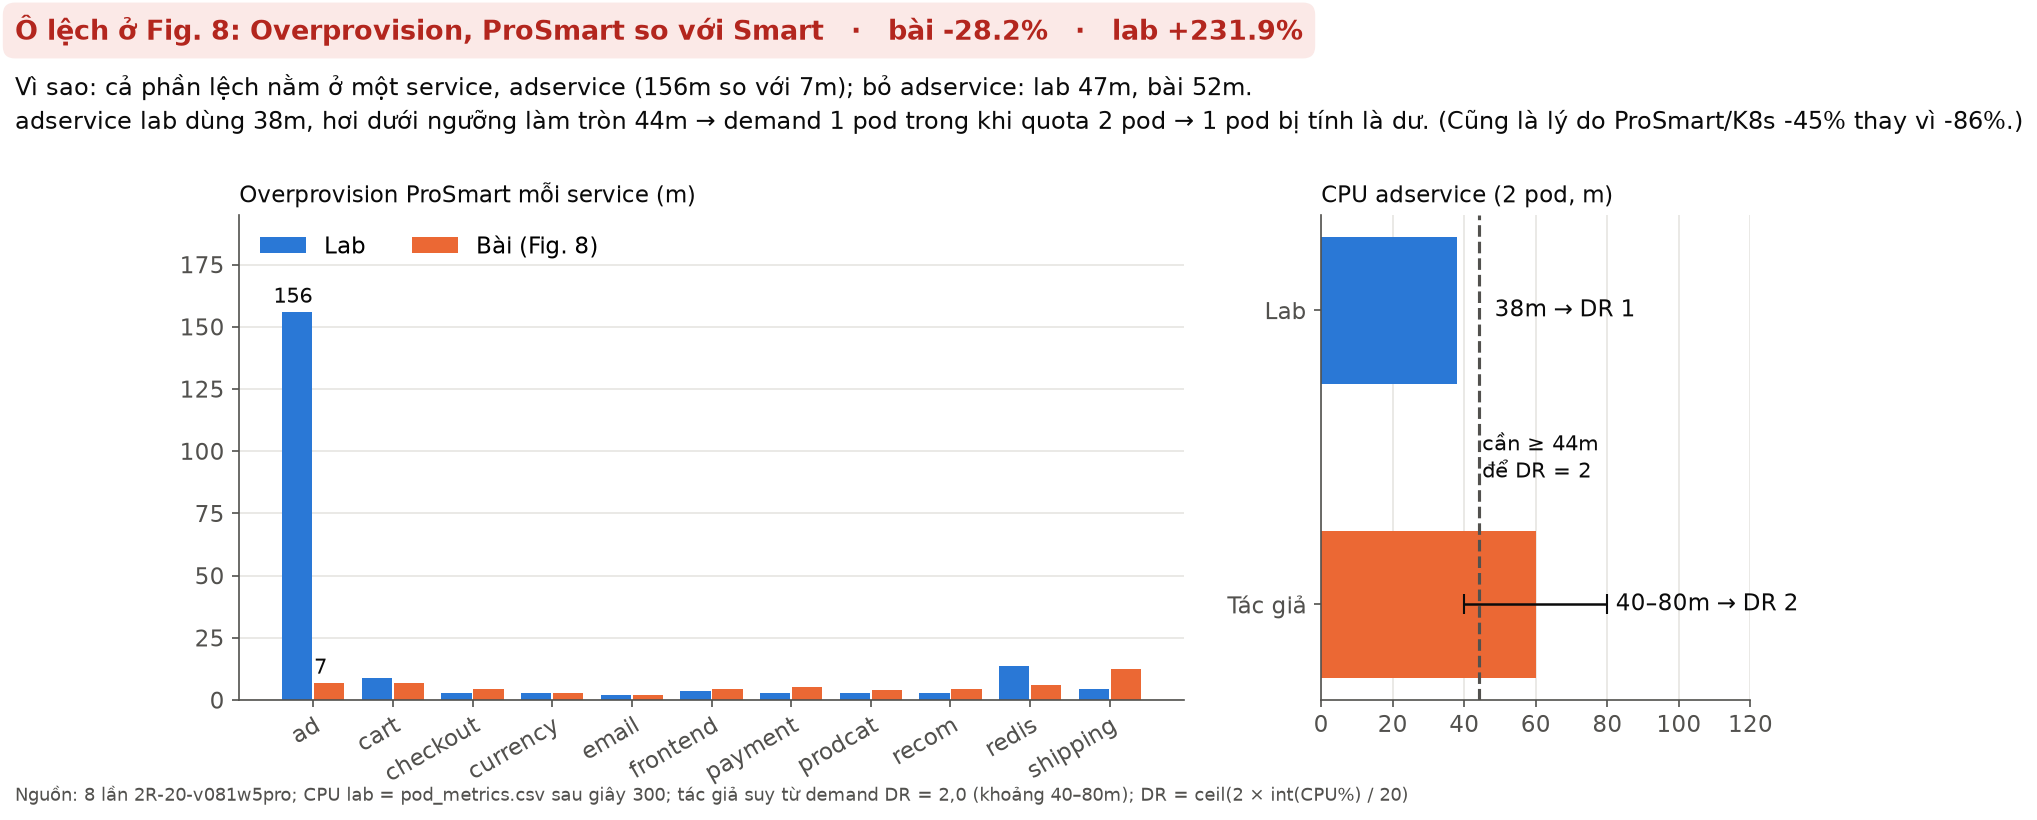 Ô lệch ở Fig. 8: Overprovision, ProSmart so với Smart · bài -28.2% · lab +231.9%
Vì sao: cả phần lệch nằm ở một service, adservice (156m so với 7m); bỏ adservice: lab 47m, bài 52m.
adservice lab dùng 38m, hơi dưới ngưỡng làm tròn 44m → demand 1 pod trong khi quota 2 pod → 1 pod bị tính là dư. (Cũng là lý do ProSmart/K8s -45% thay vì -86%.)
Overprovision ProSmart mỗi service (m)
Lab
Bài (Fig. 8)
175
150
125
100
75
50
25
0
156
7
ad
cart
checkout
currency
email
frontend
payment
prodcat
recom
redis
shipping
CPU adservice (2 pod, m)
Lab
38m → DR 1
cần ≥ 44m
để DR = 2
Tác giả
40–80m → DR 2
0
20
40
60
80
100
120
Nguồn: 8 lần 2R-20-v081w5pro; CPU lab = pod_metrics.csv sau giây 300; tác giả suy từ demand DR = 2,0 (khoảng 40–80m); DR = ceil(2 × int(CPU%) / 20)